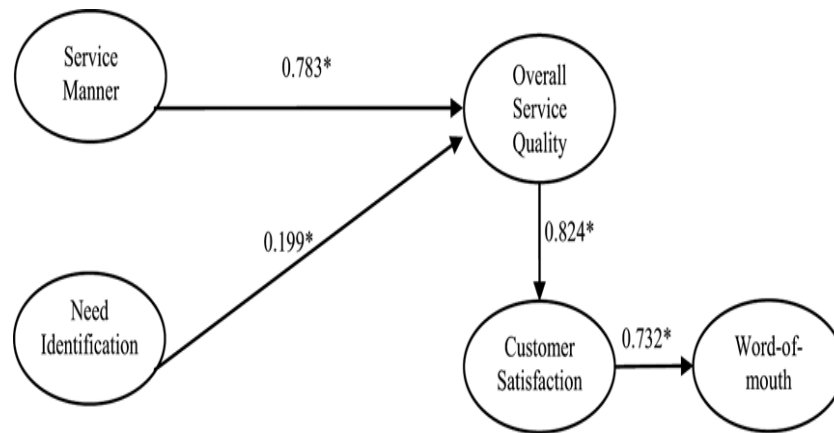 Service
Manner
0.783*
Overall
Service
Quality
0.199*
0.824*
Need
Identification
Customer
Satisfaction
0.732*
Word-of-
mouth